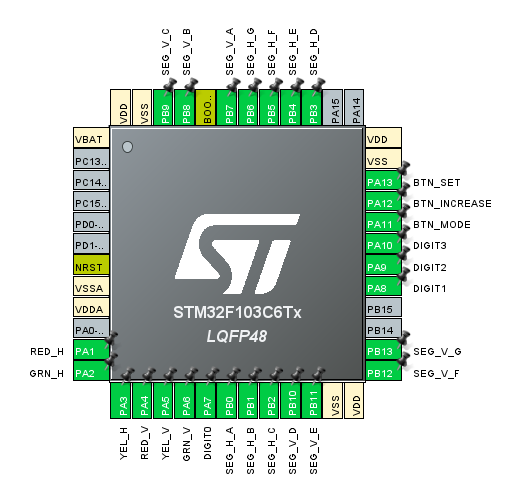 SEG_V_C
SEG_V_B
SEG_V_A
SEG_H_G
SEG_H_F
SEG_H_E
SEG_H_D
VDD
VSS
PB9
PB8
BOO..
PB7
PB6
PB5
PB4
PB3
PA15
PA14
VBAT
PC13..
PC14..
PC15..
PD0-..
PD1-..
NRST
VSSA
VDDA
PA0-..
RED_H PA1
GRN_H PA2
ST
STM32F103C6Tx
LQFP48
VDD
VSS
PA13 BTN_SET
PA12 BTN_INCREASE
PA11 BTN_MODE
PA10 DIGIT3
PA9 DIGIT2
PA8 DIGIT1
PB15
PB14
PB13 SEG_V_G
PB12 SEG_V_F
PA3
PA4
PA5
PA6
PA7
PB0
PB1
PB2
PB10
PB11
VSS
VDD
YEL_H
RED_V
YEL_V
GRN_V
DIGIT0
SEG_H_A
SEG_H_B
SEG_H_C
SEG_V_D
SEG_V_E